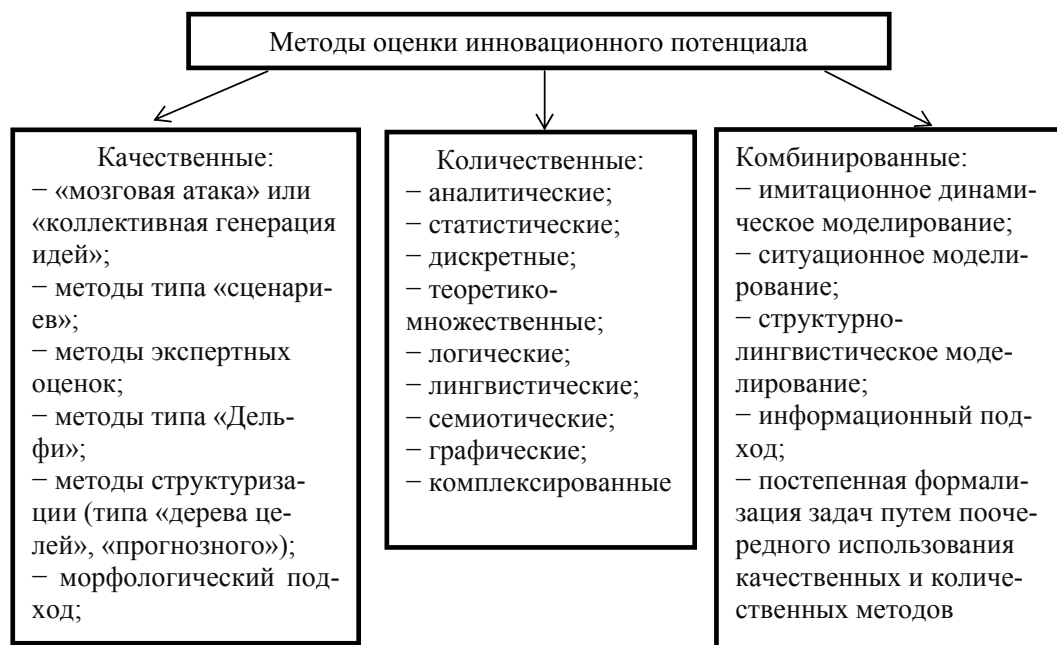 Методы оценки инновационного потенциала
Качественные:
− «мозговая атака» или
«коллективная генерация
идей»;
− методы типа «сценари-
ев»;
− методы экспертных
оценок;
− методы типа «Дель-
фи»;
− методы структуриза-
ции (типа «дерева це-
лей», «прогнозного»);
− морфологический под-
ход;
Количественные:
− аналитические;
− статистические;
− дискретные;
− теоретико-
множественные;
− логические;
− лингвистические;
− семиотические;
− графические;
− комплексированные
Комбинированные:
− имитационное динами-
ческое моделирование;
− ситуационное модели-
рование;
− структурно-
лингвистическое моде-
лирование;
− информационный под-
ход;
− постепенная формали-
зация задач путем пооче-
редного использования
качественных и количе-
ственных методов